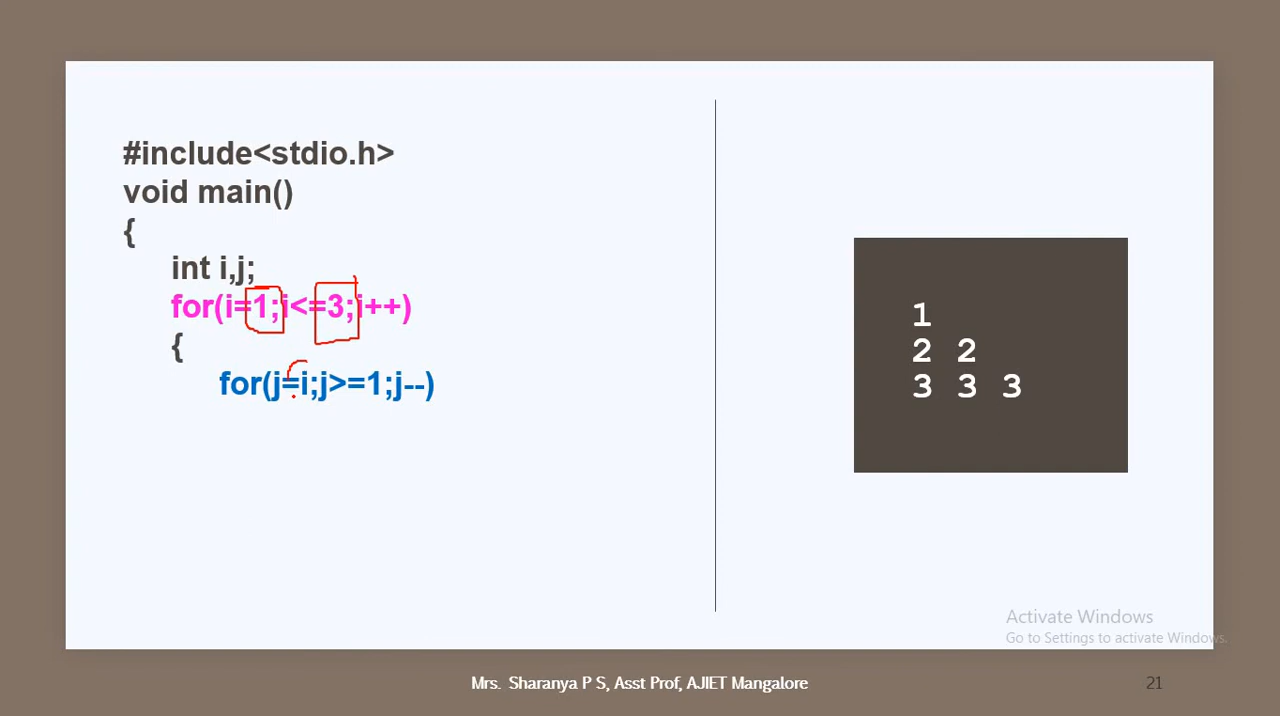 #include<stdio.h>
void main()
{
int i,j;
for(i=1;i<=3;i++)
{
for(j=i;j>=1;j--)
1
2 2
3 3 3
Activate Windows
Go to Settings to activate Windows.
Mrs. Sharanya P S, Asst Prof, AJIET Mangalore
21